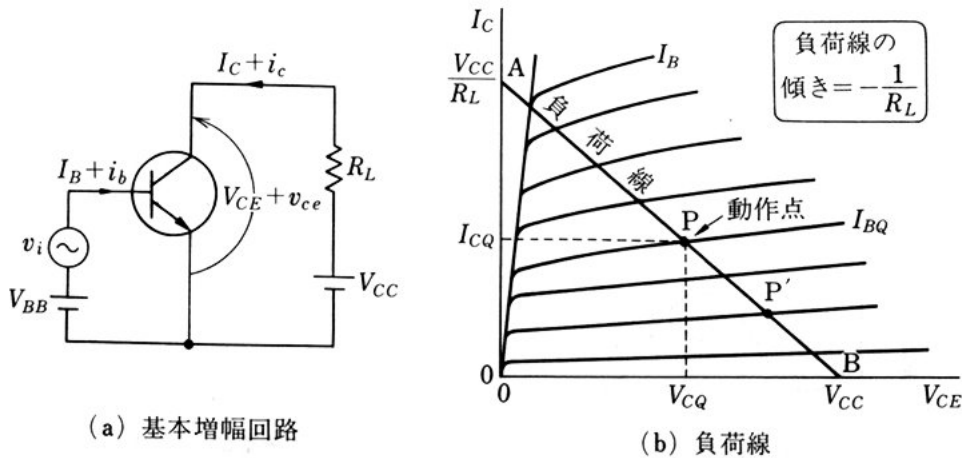 I_C + i_c
I_B + i_b
V_CE + v_ce
R_L
v_i
V_BB
V_CC
(a) 基本増幅回路
I_C
V_CC/R_L
A
I_B
負荷線の
傾き=−1/R_L
負荷線
P
動作点
I_CQ
I_BQ
P′
B
0
0
V_CQ
V_CC
V_CE
(b) 負荷線